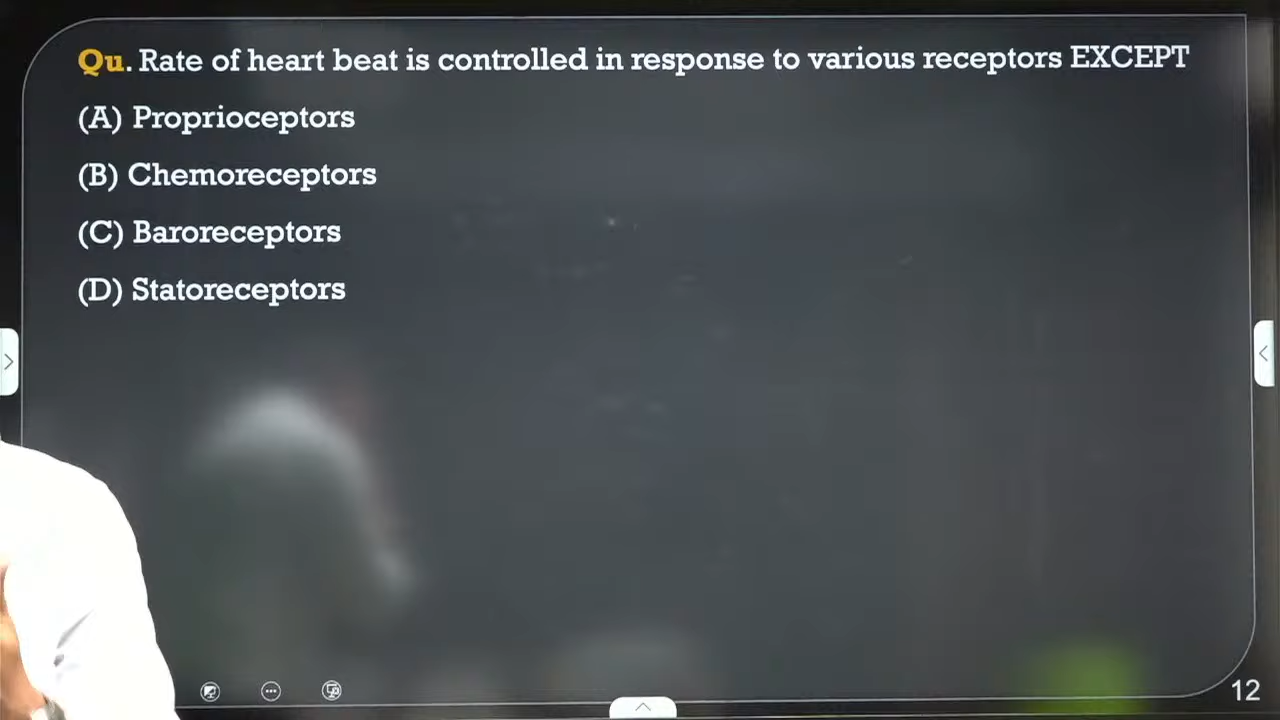 Qu. Rate of heart beat is controlled in response to various receptors EXCEPT
(A) Proprioceptors
(B) Chemoreceptors
(C) Baroreceptors
(D) Statoreceptors
12